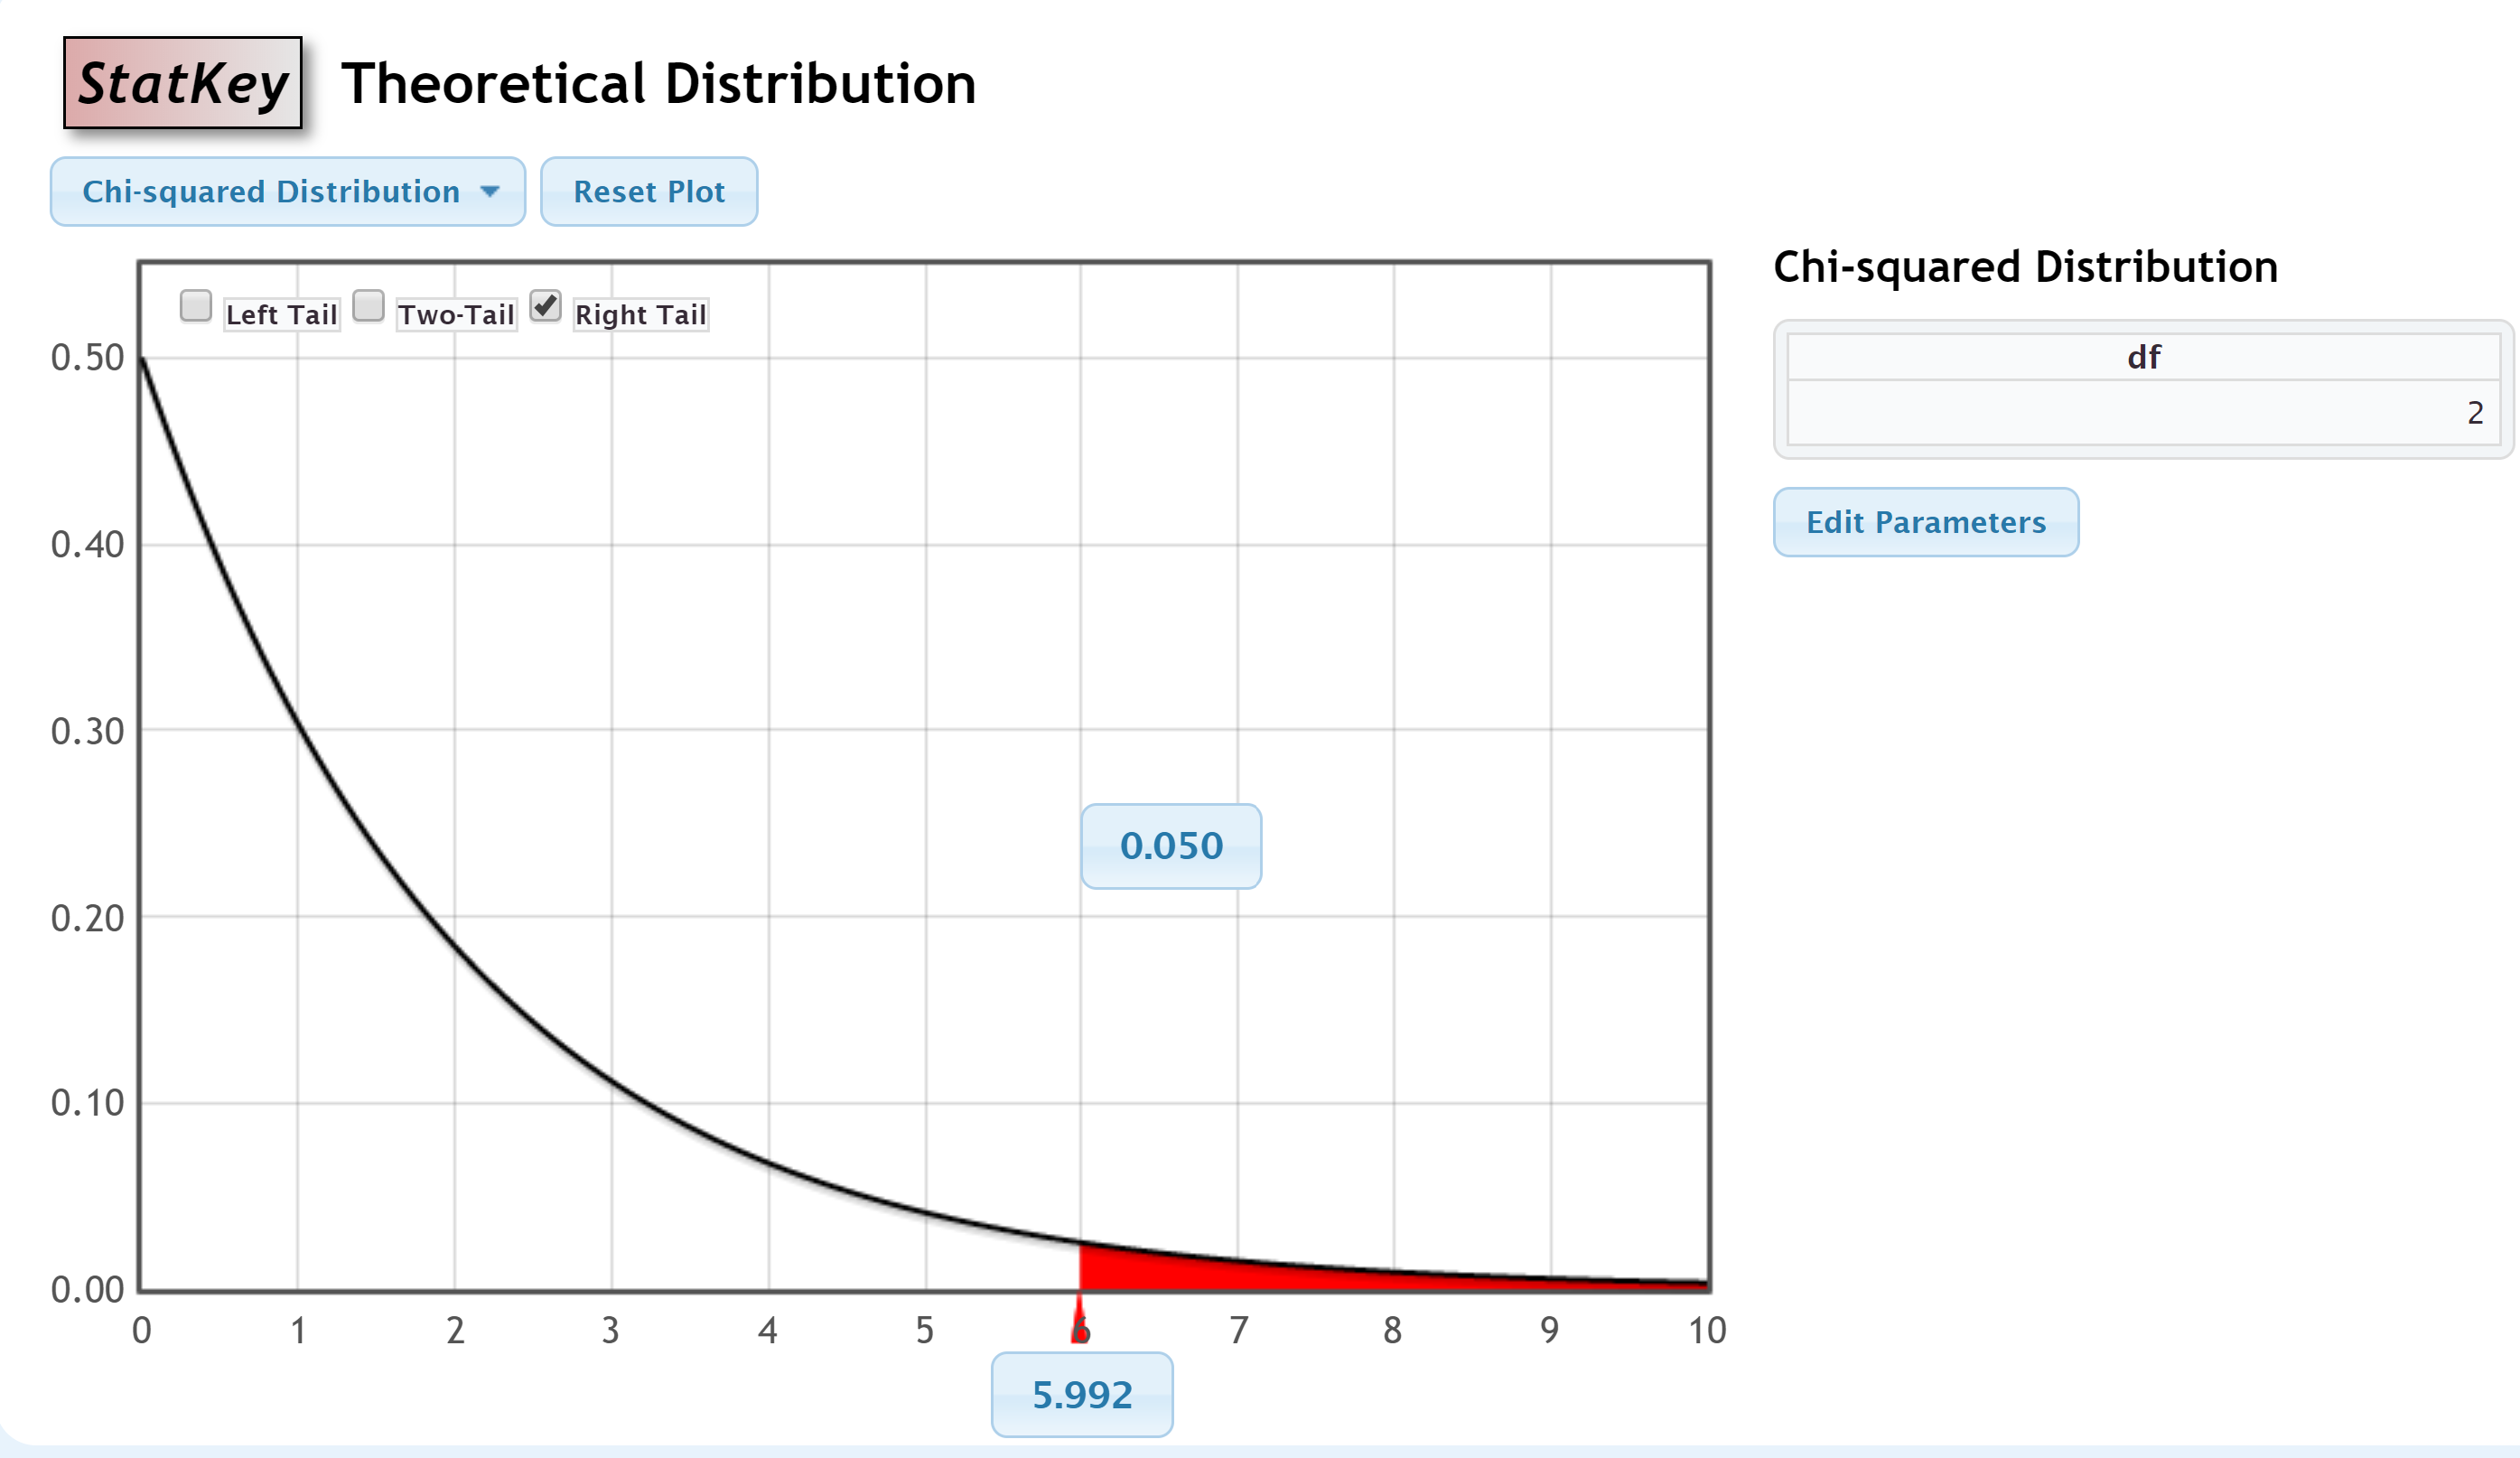 StatKey Theoretical Distribution
Chi-squared Distribution Reset Plot
Chi-squared Distribution
df
2
Edit Parameters
Left Tail Two-Tail Right Tail
0.50
0.40
0.30
0.20
0.10
0.00
0.050
0 1 2 3 4 5 6 7 8 9 10
5.992